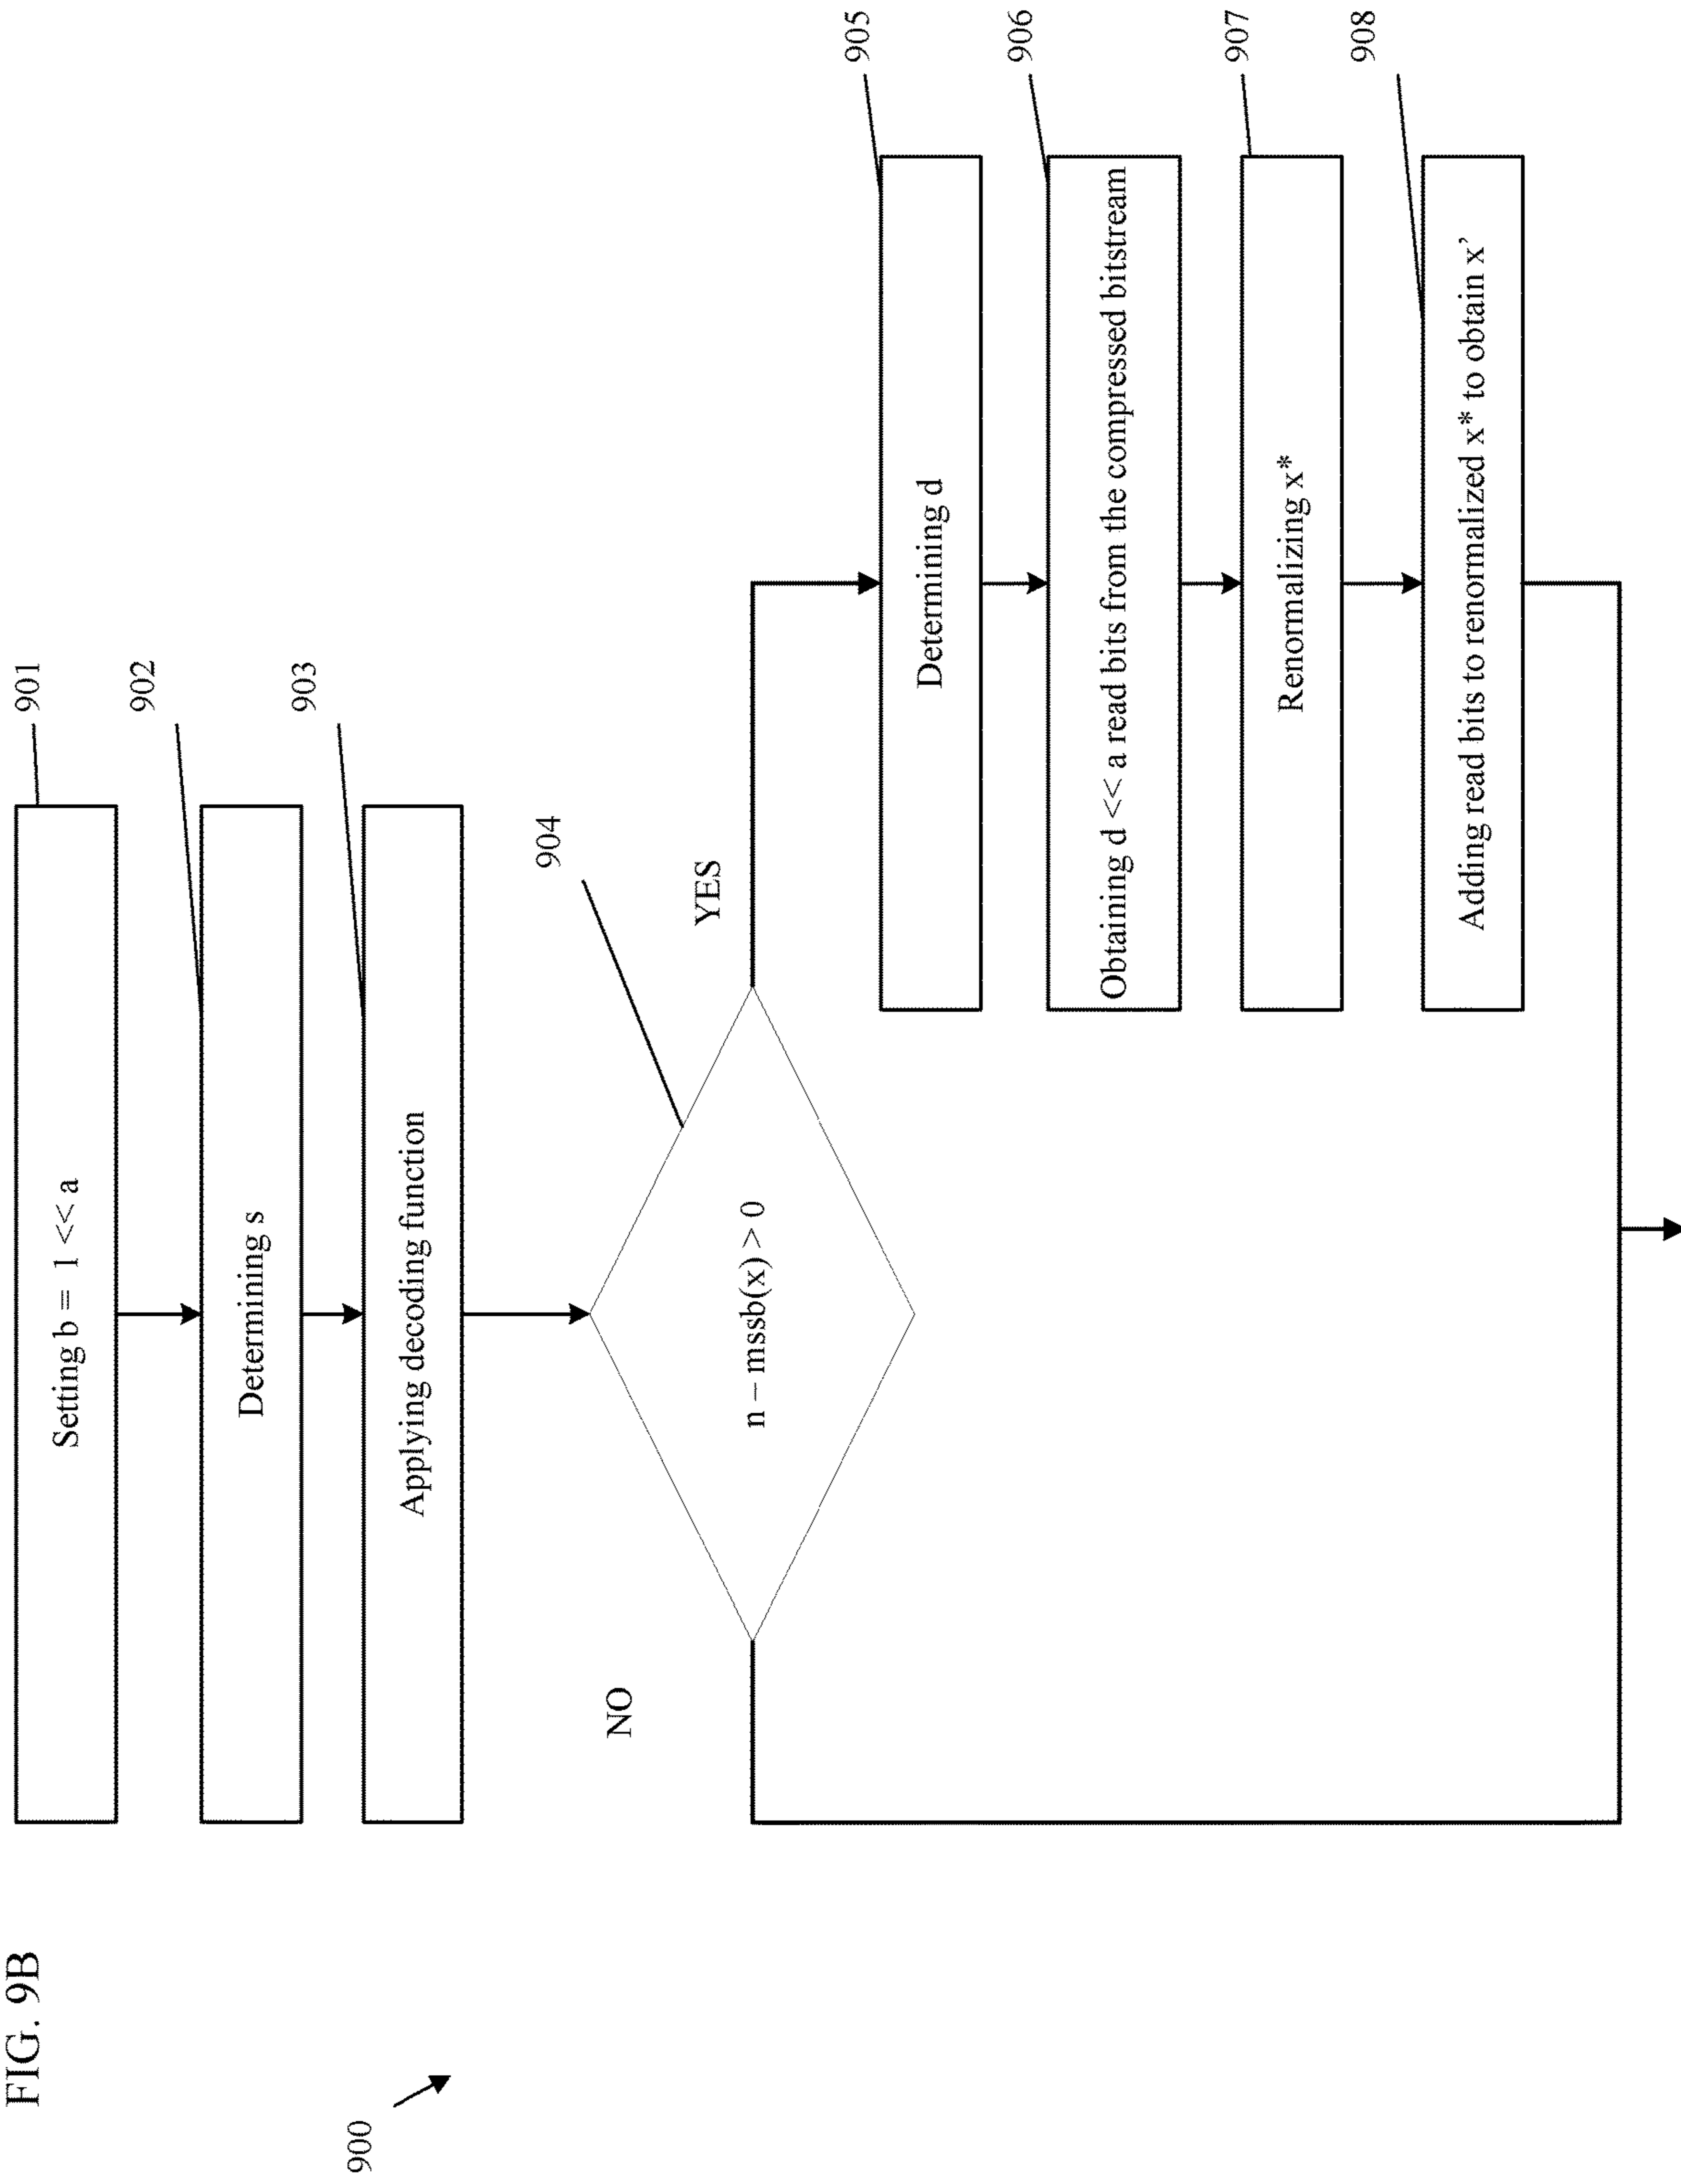 FIG. 9B
900
Setting b = 1 << a
901
Determining s
902
Applying decoding function
903
n – mssb(x) > 0
904
NO
YES
Determining d
905
Obtaining d << a read bits from the compressed bitstream
906
Renormalizing x*
907
Adding read bits to renormalized x* to obtain x’
908